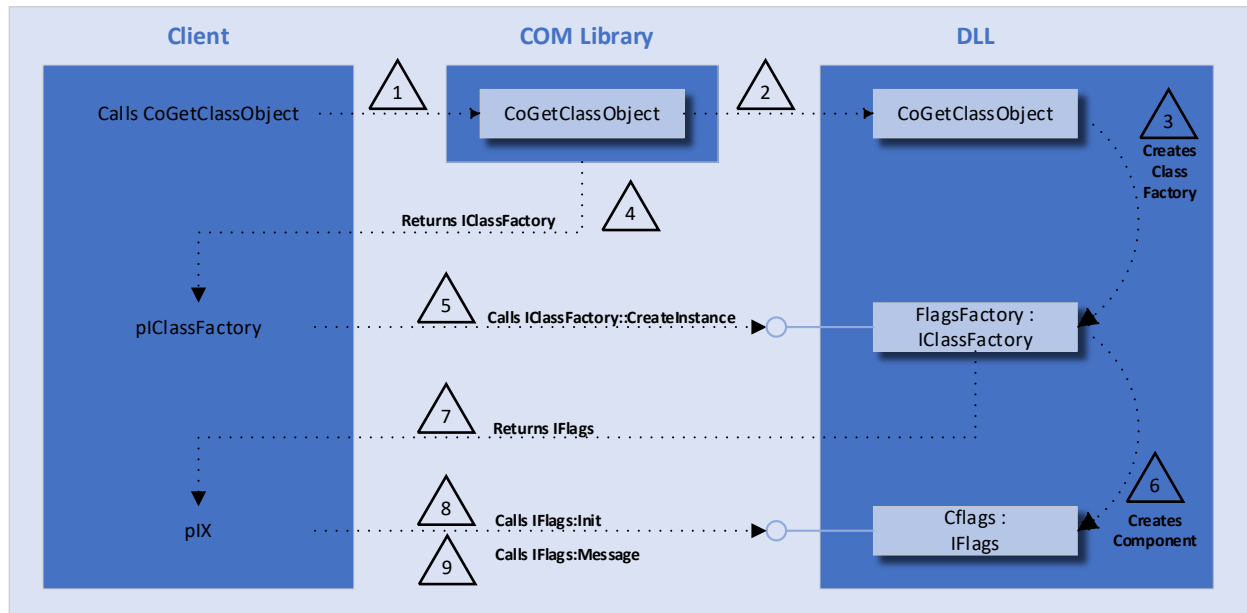 Client
COM Library
DLL
Calls CoGetClassObject
1
CoGetClassObject
2
CoGetClassObject
3
Creates
Class
Factory
4
Returns IClassFactory
pIClassFactory
5
Calls IClassFactory::CreateInstance
FlagsFactory :
IClassFactory
7
Returns IFlags
6
Creates
Component
pIX
8
Calls IFlags:Init
Cflags :
IFlags
9
Calls IFlags:Message